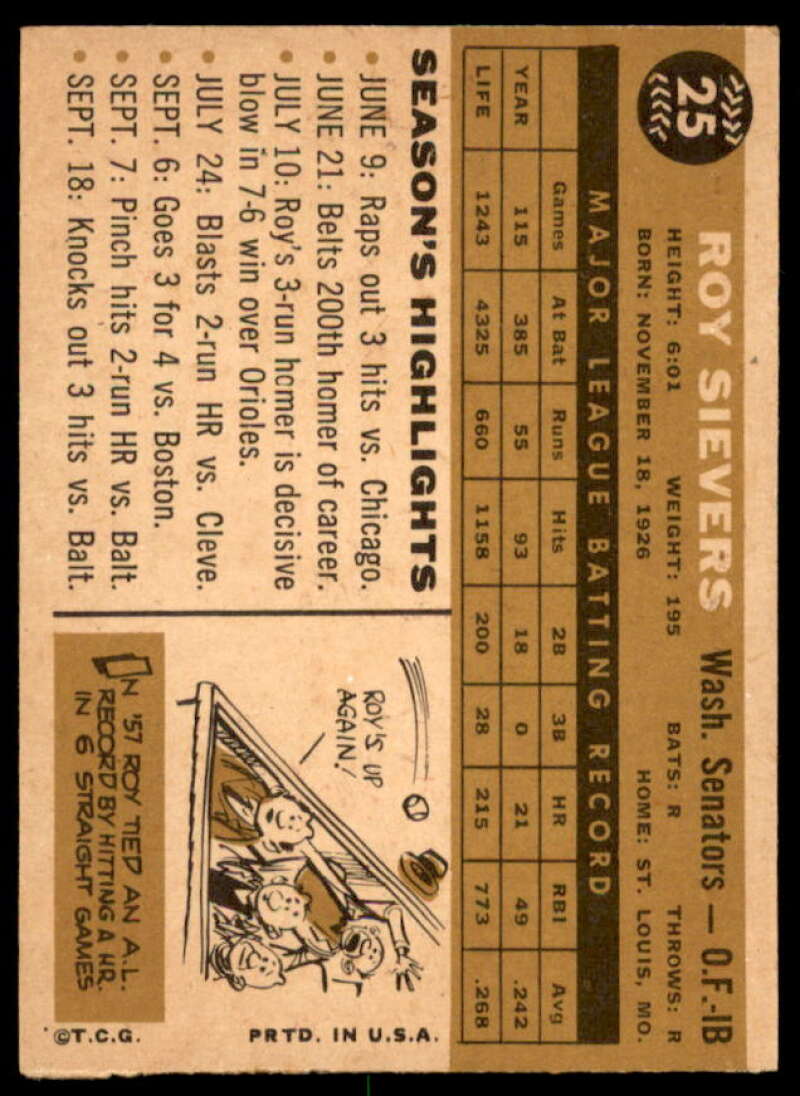 25
ROY SIEVERS Wash. Senators — O.F.-1B
HEIGHT: 6:01 WEIGHT: 195 BATS: R THROWS: R
BORN: NOVEMBER 18, 1926 HOME: ST. LOUIS, MO.
MAJOR LEAGUE BATTING RECORD
Games At Bat Runs Hits 2B 3B HR RBI Avg
YEAR 115 385 55 93 18 0 21 49 .242
LIFE 1243 4325 660 1158 200 28 215 773 .268
SEASON'S HIGHLIGHTS
• JUNE 9: Raps out 3 hits vs. Chicago.
• JUNE 21: Belts 200th homer of career.
• JULY 10: Roy's 3-run homer is decisive
blow in 7-6 win over Orioles.
• JULY 24: Blasts 2-run HR vs. Cleve.
• SEPT. 6: Goes 3 for 4 vs. Boston.
• SEPT. 7: Pinch hits 2-run HR vs. Balt.
• SEPT. 18: Knocks out 3 hits vs. Balt.
ROY'S UP
AGAIN!
IN '57 ROY TIED AN A.L.
RECORD BY HITTING A HR.
IN 6 STRAIGHT GAMES
©T.C.G. PRTD. IN U.S.A.